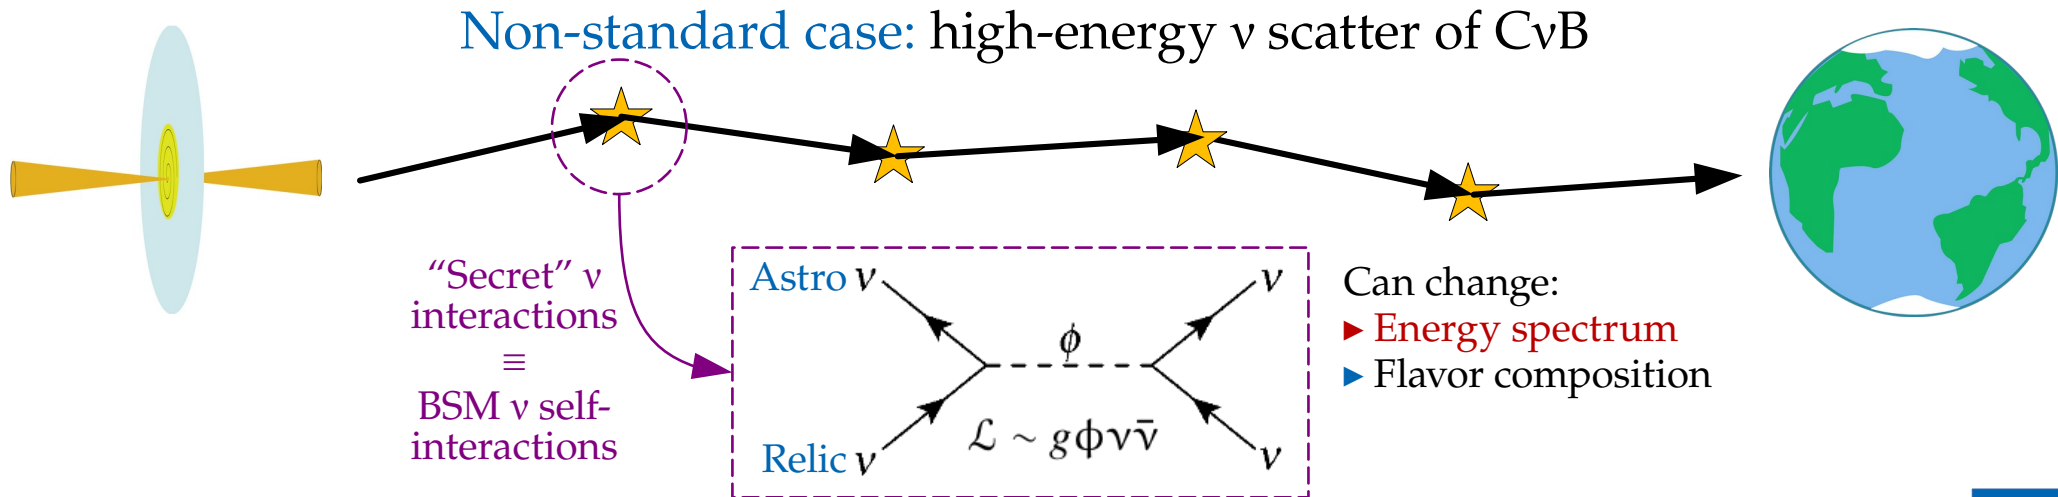 Non-standard case: high-energy ν scatter of CνB
“Secret” ν
interactions
≡
BSM ν self-
interactions
Astro ν
ν
ϕ
ℒ ~ gϕνν̄
Relic ν
ν
Can change:
▸ Energy spectrum
▸ Flavor composition